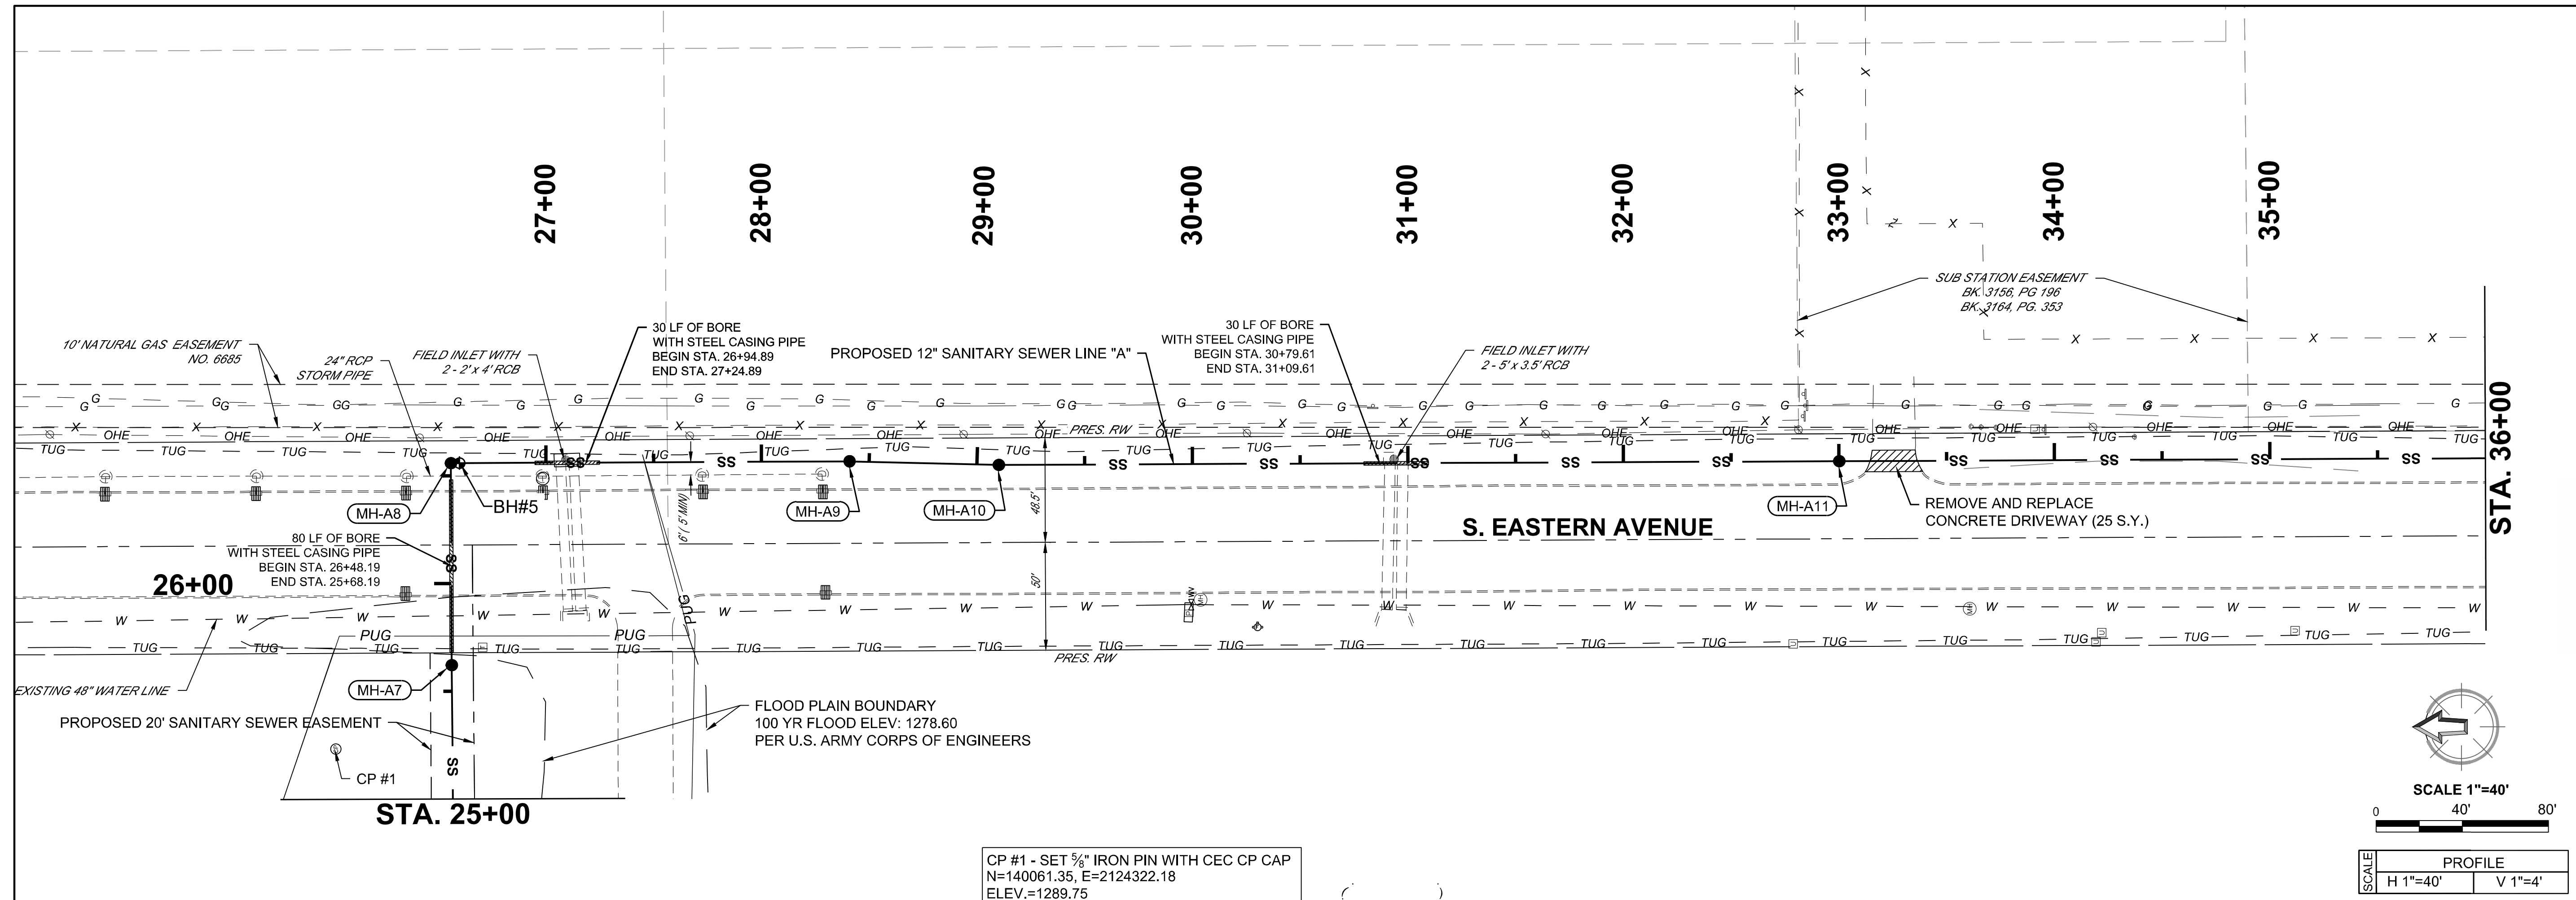 27+00
28+00
29+00
30+00
31+00
32+00
33+00
34+00
35+00
SUB STATION EASEMENT
BK. 3156, PG 196
BK. 3164, PG. 353
10' NATURAL GAS EASEMENT
NO. 6685
24" RCP
STORM PIPE
FIELD INLET WITH
2 - 2' x 4' RCB
30 LF OF BORE
WITH STEEL CASING PIPE
BEGIN STA. 26+94.89
END STA. 27+24.89
PROPOSED 12" SANITARY SEWER LINE "A"
30 LF OF BORE
WITH STEEL CASING PIPE
BEGIN STA. 30+79.61
END STA. 31+09.61
FIELD INLET WITH
2 - 5' x 3.5' RCB
STA. 36+00
PRES. RW
MH-A8
BH#5
6' ( 5' MIN)
MH-A9
MH-A10
48.5'
50'
MH-A11
REMOVE AND REPLACE
CONCRETE DRIVEWAY (25 S.Y.)
S. EASTERN AVENUE
80 LF OF BORE
WITH STEEL CASING PIPE
BEGIN STA. 26+48.19
END STA. 25+68.19
26+00
PUG
PUG
PUG
PRES. RW
EXISTING 48" WATER LINE
MH-A7
PROPOSED 20' SANITARY SEWER EASEMENT
FLOOD PLAIN BOUNDARY
100 YR FLOOD ELEV: 1278.60
PER U.S. ARMY CORPS OF ENGINEERS
CP #1
SS
STA. 25+00
SCALE 1"=40'
0 40' 80'
SCALE
PROFILE
H 1"=40' V 1"=4'
CP #1 - SET 5⁄8" IRON PIN WITH CEC CP CAP
N=140061.35, E=2124322.18
ELEV.=1289.75